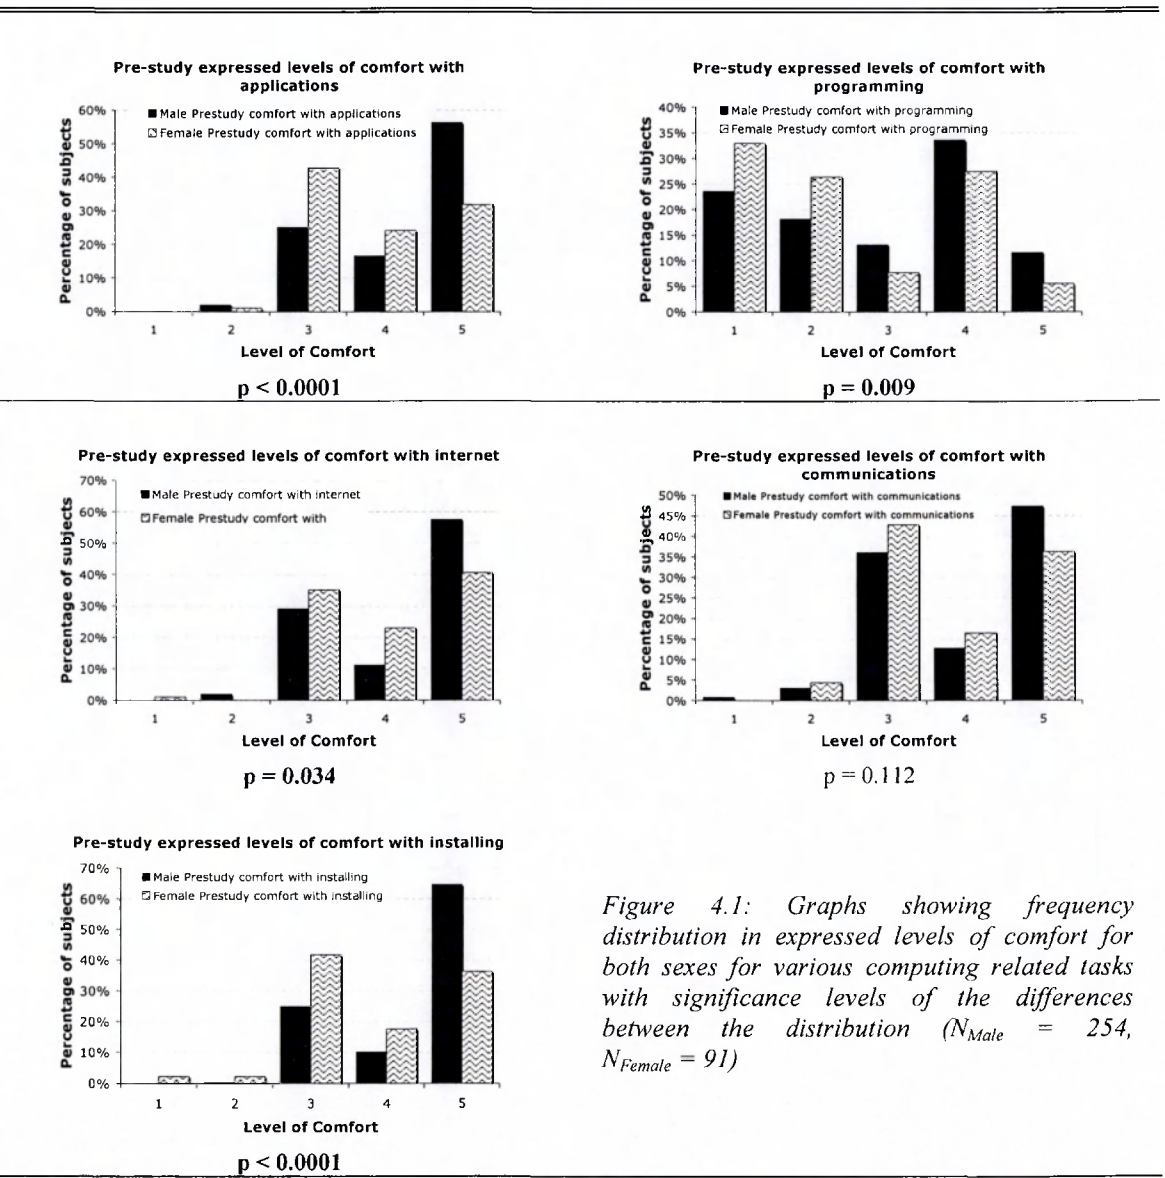 Pre-study expressed levels of comfort with
applications
60%
50%
40%
30%
20%
10%
0%
Percentage of subjects
Male Prestudy comfort with applications
Female Prestudy comfort with applications
1 2 3 4 5
Level of Comfort
p < 0.0001
Pre-study expressed levels of comfort with
programming
40%
35%
30%
25%
20%
15%
10%
5%
0%
Percentage of subjects
Male Prestudy comfort with programming
Female Prestudy comfort with programming
1 2 3 4 5
Level of Comfort
p = 0.009
Pre-study expressed levels of comfort with internet
70%
60%
50%
40%
30%
20%
10%
0%
Percentage of subjects
Male Prestudy comfort with internet
Female Prestudy comfort with
1 2 3 4 5
Level of Comfort
p = 0.034
Pre-study expressed levels of comfort with
communications
50%
45%
40%
35%
30%
25%
20%
15%
10%
5%
0%
Percentage of subjects
Male Prestudy comfort with communications
Female Prestudy comfort with communications
1 2 3 4 5
Level of Comfort
p = 0.112
Pre-study expressed levels of comfort with installing
70%
60%
50%
40%
30%
20%
10%
0%
Percentage of subjects
Male Prestudy comfort with installing
Female Prestudy comfort with installing
1 2 3 4 5
Level of Comfort
p < 0.0001
Figure 4.1: Graphs showing frequency
distribution in expressed levels of comfort for
both sexes for various computing related tasks
with significance levels of the differences
between the distribution (N_Male = 254,
N_Female = 91)